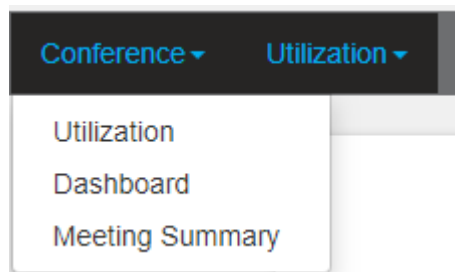 Conference Utilization
Utilization
Dashboard
Meeting Summary